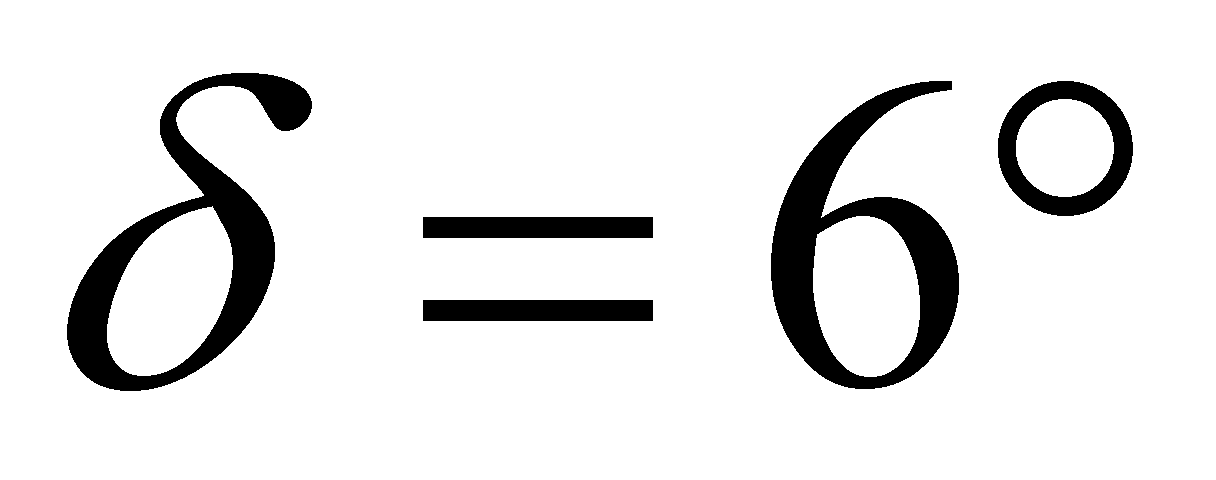 δ = 6°